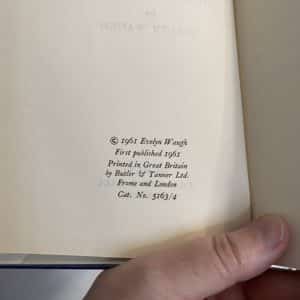 © 1961 Evelyn Waugh
First published 1961
Printed in Great Britain
by Butler & Tanner Ltd.
Frome and London
Cat. No. 5163/4